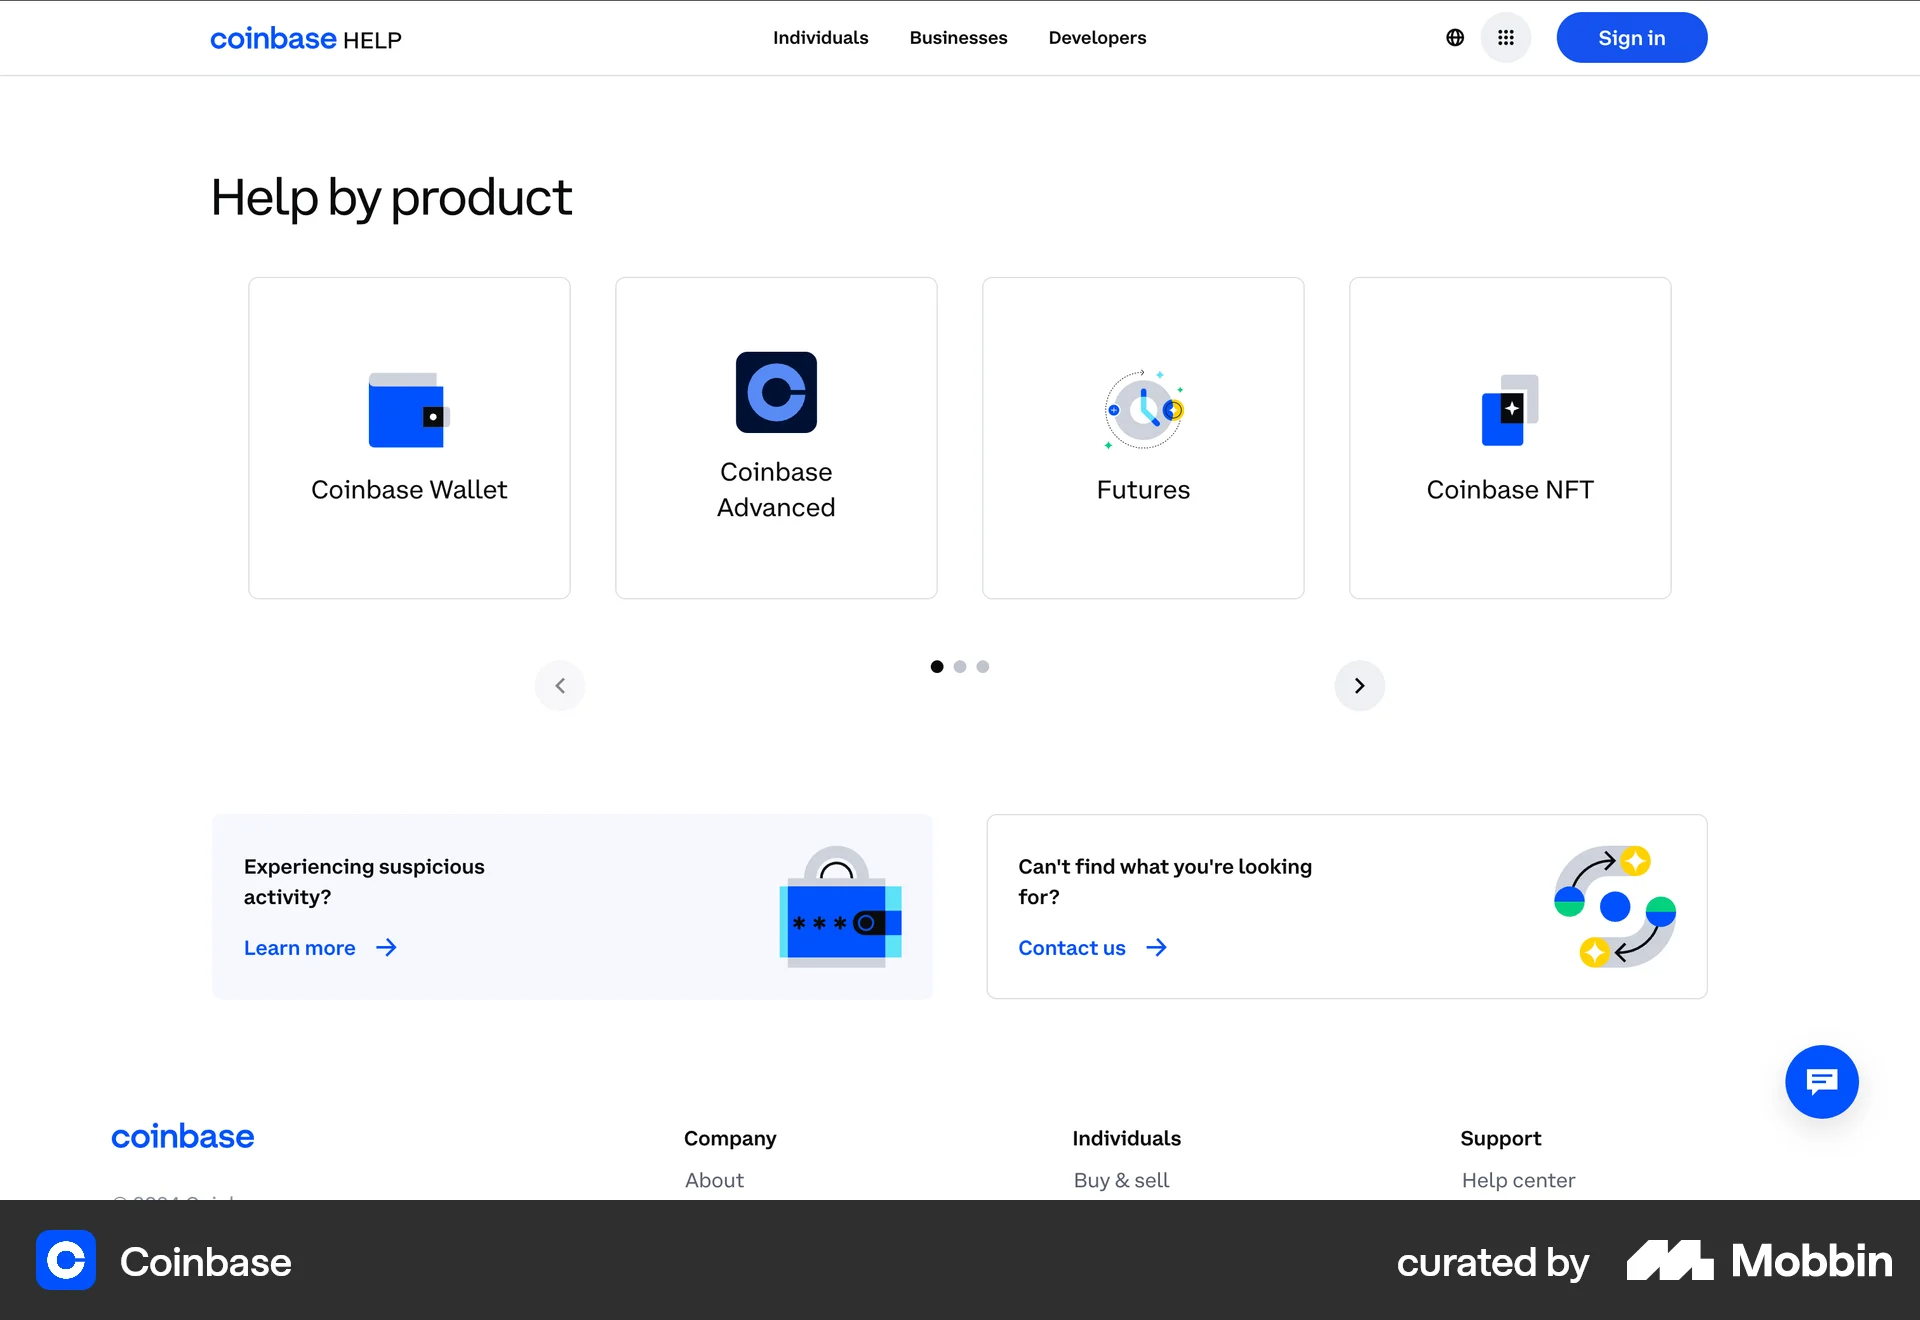 coinbase HELP
Individuals
Businesses
Developers
Sign in
Help by product
Coinbase Wallet
Coinbase
Advanced
Futures
Coinbase NFT
Experiencing suspicious
activity?
Learn more
***
Can't find what you're looking
for?
Contact us
coinbase
Company
Individuals
Support
About
Buy & sell
Help center
Coinbase
curated by
Mobbin